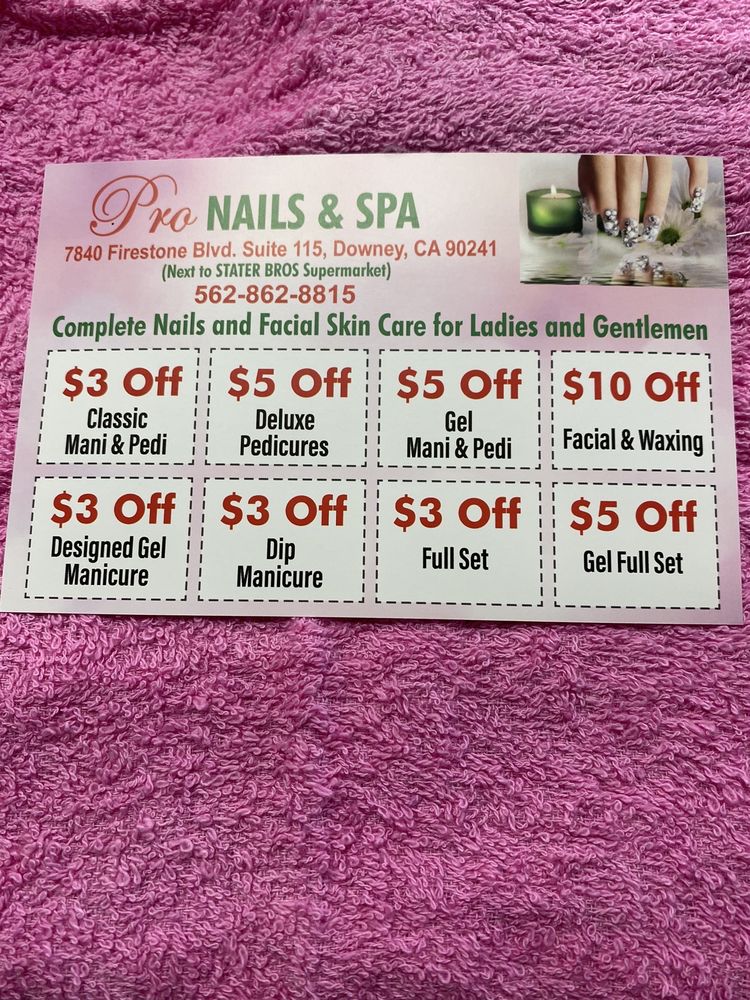 Pro NAILS & SPA
7840 Firestone Blvd. Suite 115, Downey, CA 90241
(Next to STATER BROS Supermarket)
562-862-8815
Complete Nails and Facial Skin Care for Ladies and Gentlemen
$3 Off
Classic
Mani & Pedi
$5 Off
Deluxe
Pedicures
$5 Off
Gel
Mani & Pedi
$10 Off
Facial & Waxing
$3 Off
Designed Gel
Manicure
$3 Off
Dip
Manicure
$3 Off
Full Set
$5 Off
Gel Full Set